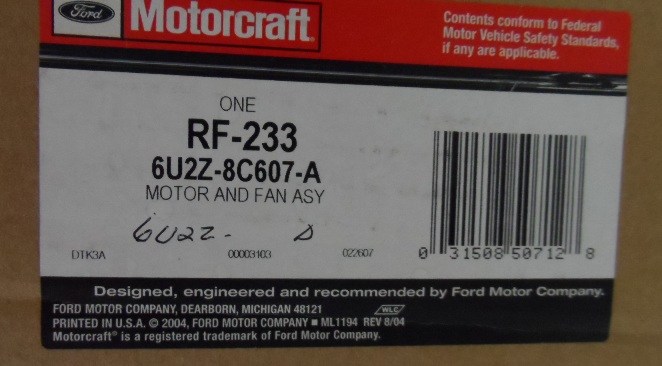 Ford Motorcraft
Contents conform to Federal
Motor Vehicle Safety Standards,
if any are applicable.
ONE
RF-233
6U2Z-8C607-A
MOTOR AND FAN ASY
6U2Z- D
DTK3A 00003103 022607
0 31508 50712 8
Designed, engineered and recommended by Ford Motor Company.
FORD MOTOR COMPANY, DEARBORN, MICHIGAN 48121 WLC
PRINTED IN U.S.A. © 2004, FORD MOTOR COMPANY ■ ML1194 REV 8/04
Motorcraft® is a registered trademark of Ford Motor Company.